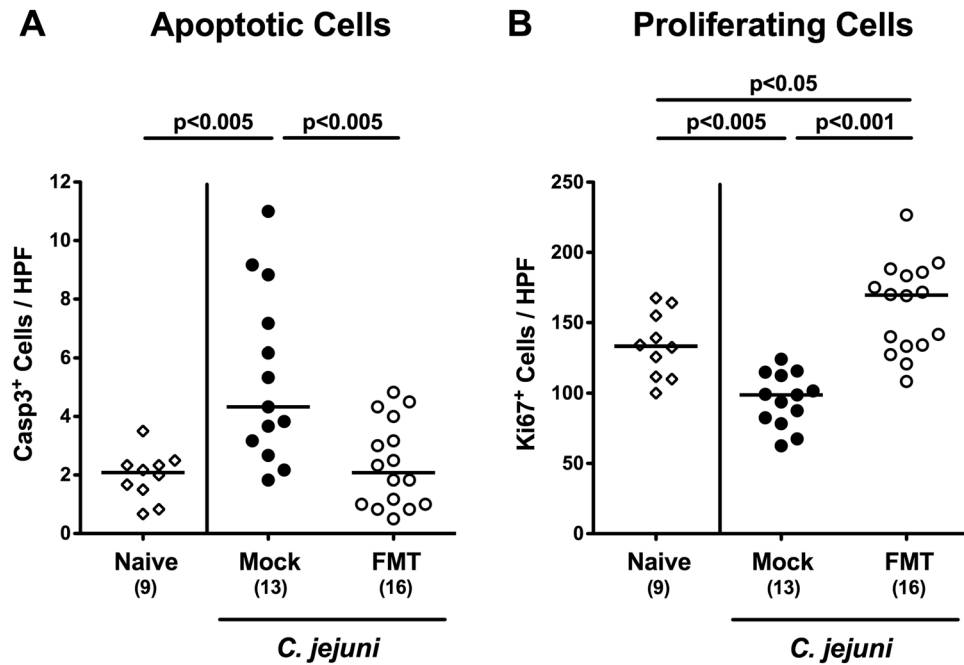 A Apoptotic Cells
p<0.005 p<0.005
Casp3⁺ Cells / HPF
12
10
8
6
4
2
0
Naive Mock FMT
(9) (13) (16)
C. jejuni
B Proliferating Cells
p<0.05
p<0.005 p<0.001
Ki67⁺ Cells / HPF
250
200
150
100
50
0
Naive Mock FMT
(9) (13) (16)
C. jejuni